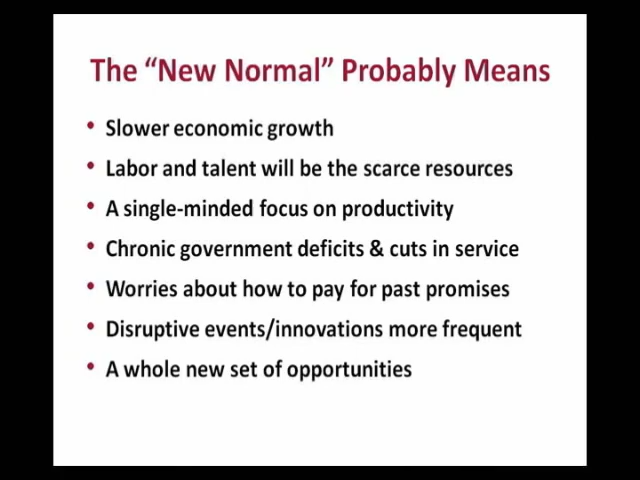 The “New Normal” Probably Means
• Slower economic growth
• Labor and talent will be the scarce resources
• A single-minded focus on productivity
• Chronic government deficits & cuts in service
• Worries about how to pay for past promises
• Disruptive events/innovations more frequent
• A whole new set of opportunities